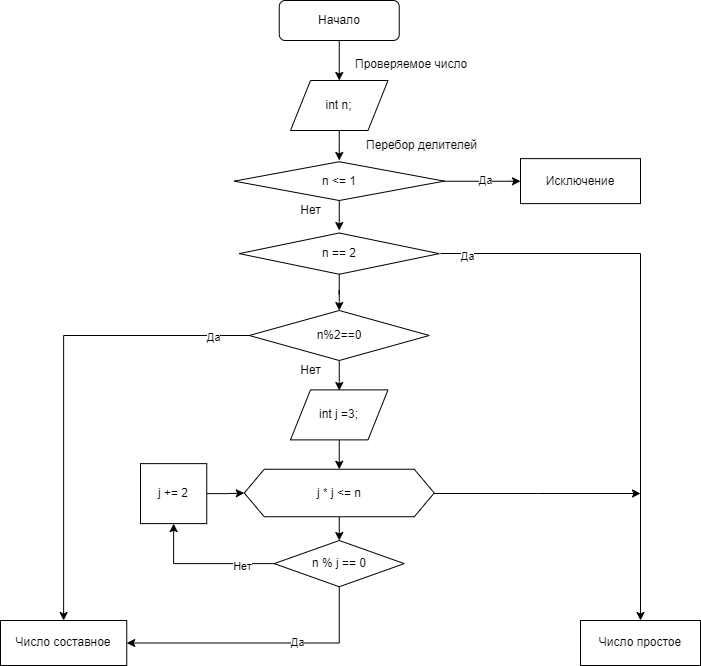 Начало
Проверяемое число
int n;
Перебор делителей
n <= 1
Да
Исключение
Нет
n == 2
Да
n%2==0
Да
Нет
int j =3;
j += 2
j * j <= n
n % j == 0
Нет
Да
Число составное
Число простое